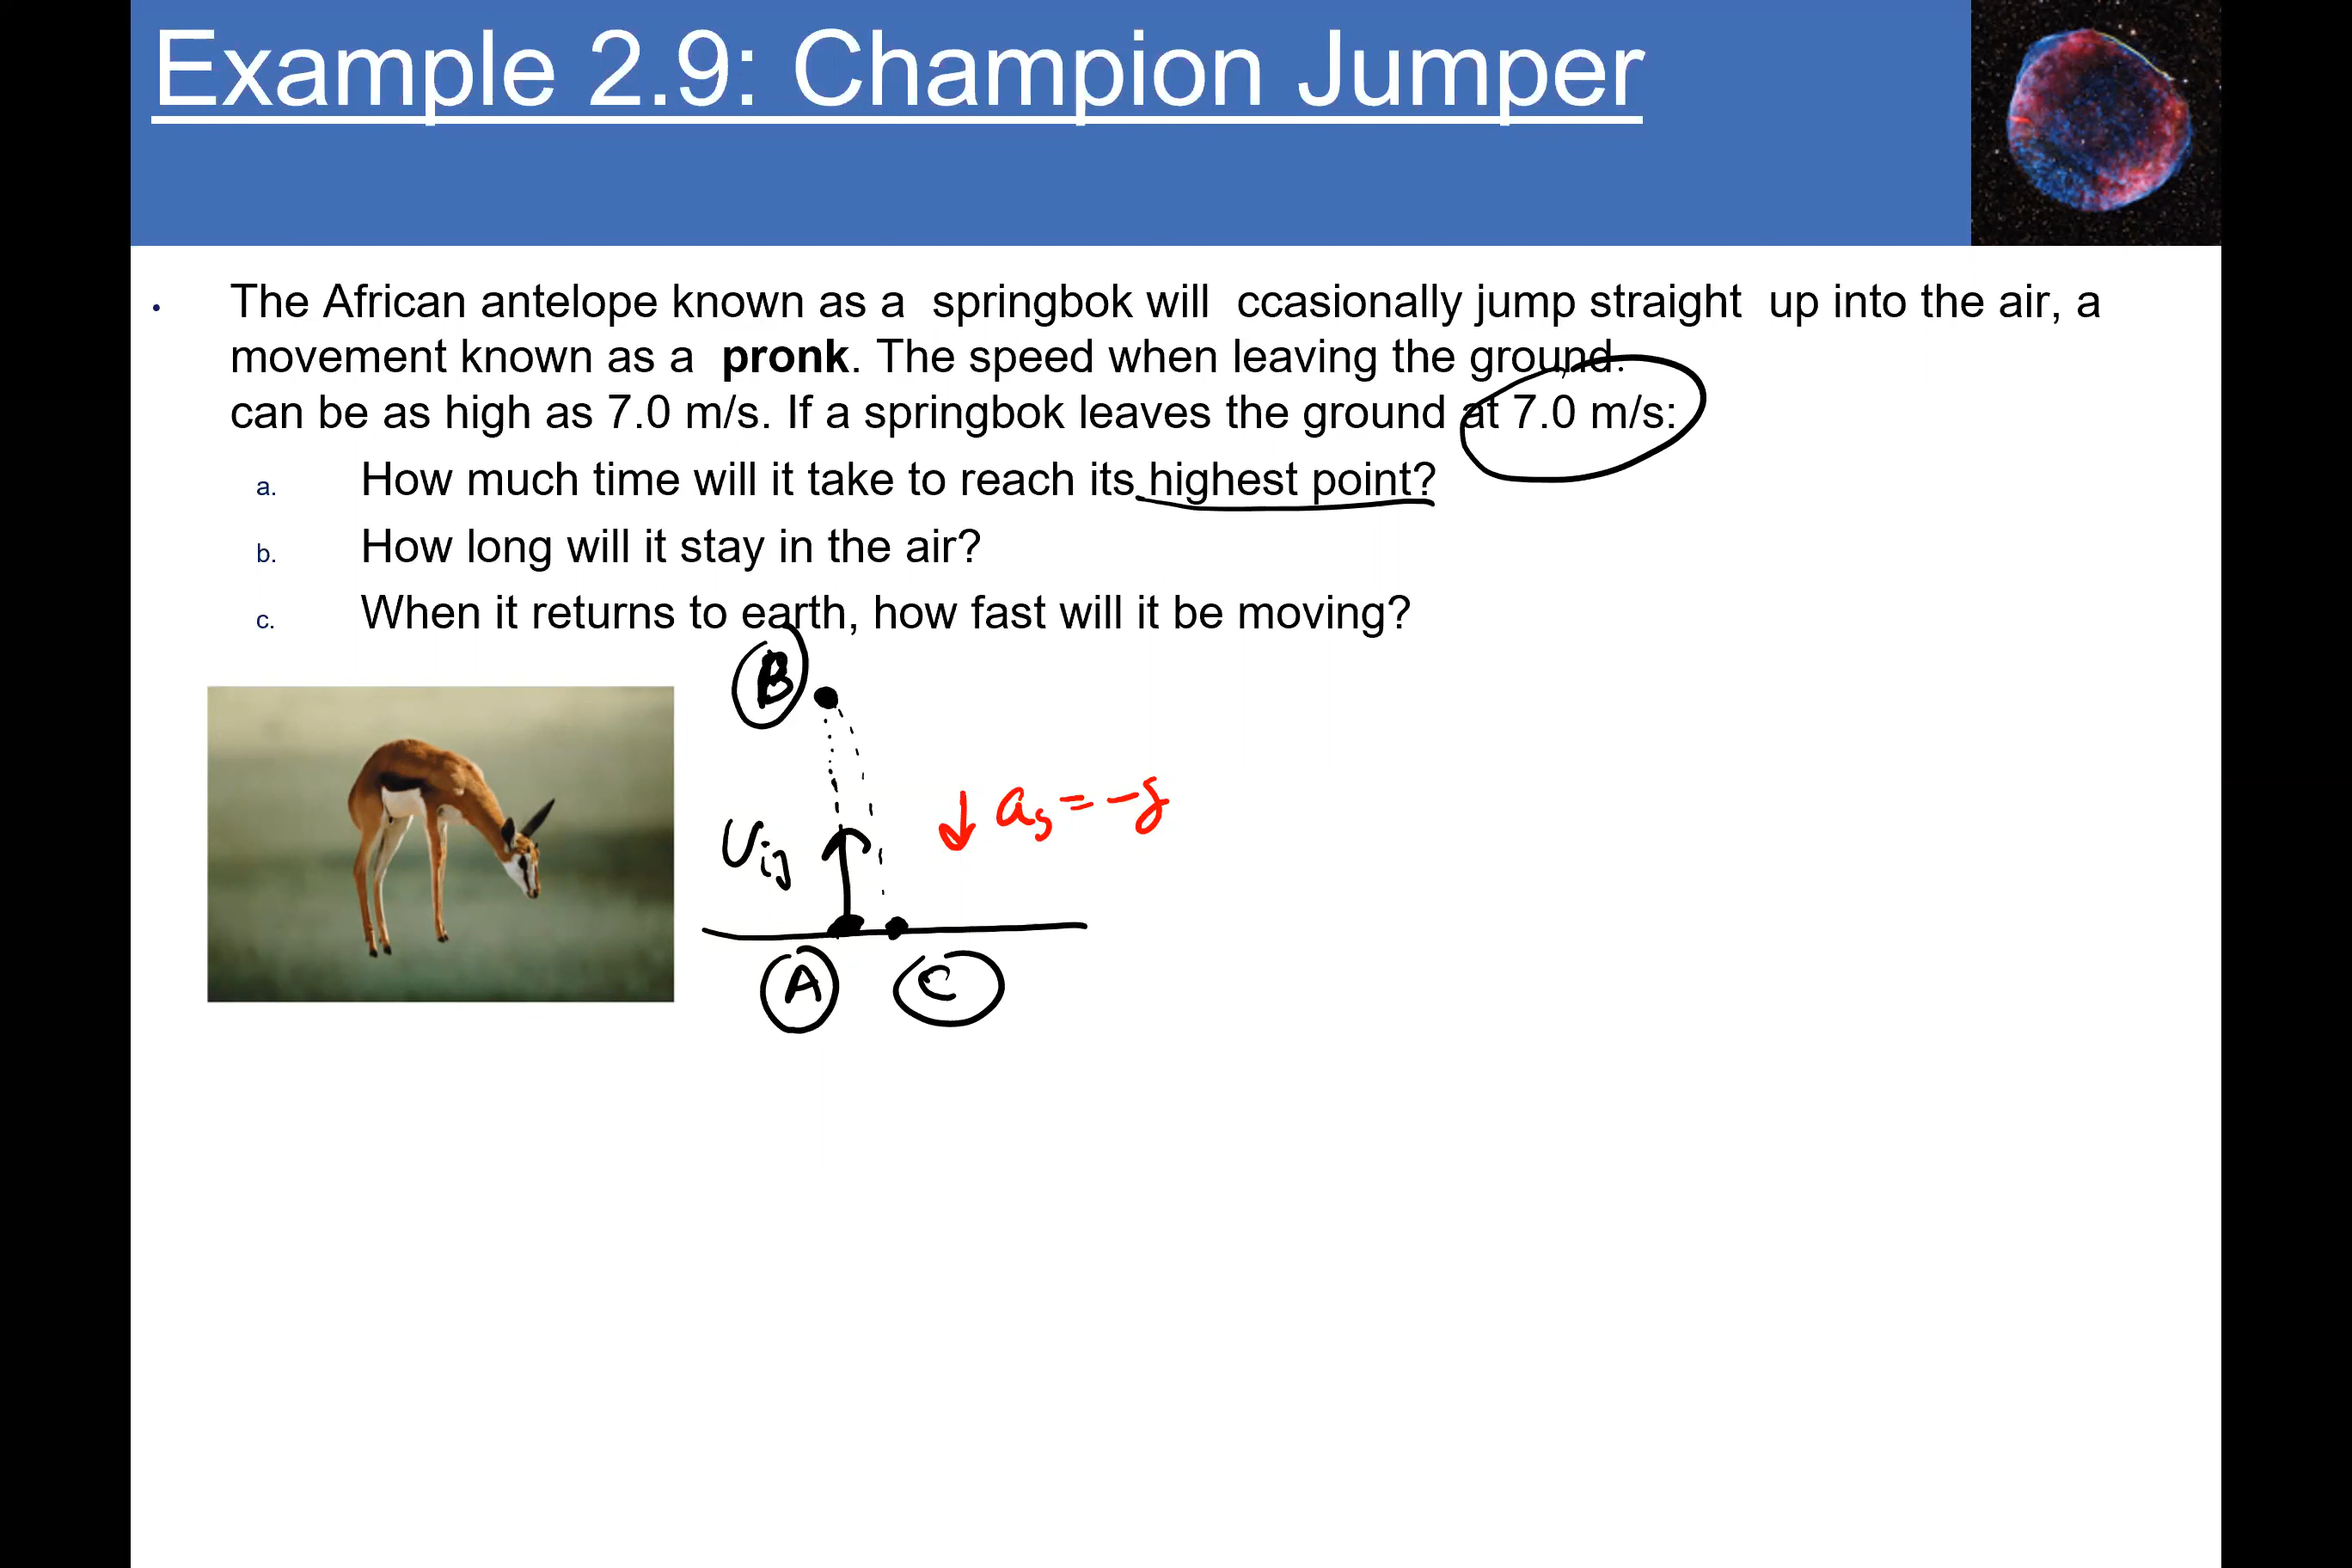 Example 2.9: Champion Jumper
• The African antelope known as a springbok will ccasionally jump straight up into the air, a
movement known as a pronk. The speed when leaving the ground.
can be as high as 7.0 m/s. If a springbok leaves the ground at 7.0 m/s:
a. How much time will it take to reach its highest point?
b. How long will it stay in the air?
c. When it returns to earth, how fast will it be moving?
B
↓ ay = -g
viy
A
C